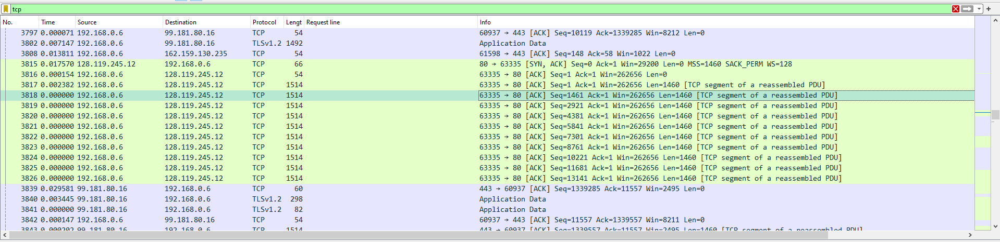 tcp
No. Time Source Destination Protocol Lengt Request line Info
3797 0.000071 192.168.0.6 99.181.80.16 TCP 54 60937 → 443 [ACK] Seq=10119 Ack=1339285 Win=8212 Len=0
3802 0.007147 192.168.0.6 99.181.80.16 TLSv1.2 1492 Application Data
3808 0.013811 192.168.0.6 162.159.130.235 TCP 54 61598 → 443 [ACK] Seq=148 Ack=58 Win=1022 Len=0
3815 0.017570 128.119.245.12 192.168.0.6 TCP 66 80 → 63335 [SYN, ACK] Seq=0 Ack=1 Win=29200 Len=0 MSS=1460 SACK_PERM WS=128
3816 0.000154 192.168.0.6 128.119.245.12 TCP 54 63335 → 80 [ACK] Seq=1 Ack=1 Win=262656 Len=0
3817 0.002382 192.168.0.6 128.119.245.12 TCP 1514 63335 → 80 [ACK] Seq=1 Ack=1 Win=262656 Len=1460 [TCP segment of a reassembled PDU]
3818 0.000000 192.168.0.6 128.119.245.12 TCP 1514 63335 → 80 [ACK] Seq=1461 Ack=1 Win=262656 Len=1460 [TCP segment of a reassembled PDU]
3819 0.000000 192.168.0.6 128.119.245.12 TCP 1514 63335 → 80 [ACK] Seq=2921 Ack=1 Win=262656 Len=1460 [TCP segment of a reassembled PDU]
3820 0.000000 192.168.0.6 128.119.245.12 TCP 1514 63335 → 80 [ACK] Seq=4381 Ack=1 Win=262656 Len=1460 [TCP segment of a reassembled PDU]
3821 0.000000 192.168.0.6 128.119.245.12 TCP 1514 63335 → 80 [ACK] Seq=5841 Ack=1 Win=262656 Len=1460 [TCP segment of a reassembled PDU]
3822 0.000000 192.168.0.6 128.119.245.12 TCP 1514 63335 → 80 [ACK] Seq=7301 Ack=1 Win=262656 Len=1460 [TCP segment of a reassembled PDU]
3823 0.000000 192.168.0.6 128.119.245.12 TCP 1514 63335 → 80 [ACK] Seq=8761 Ack=1 Win=262656 Len=1460 [TCP segment of a reassembled PDU]
3824 0.000000 192.168.0.6 128.119.245.12 TCP 1514 63335 → 80 [ACK] Seq=10221 Ack=1 Win=262656 Len=1460 [TCP segment of a reassembled PDU]
3825 0.000000 192.168.0.6 128.119.245.12 TCP 1514 63335 → 80 [ACK] Seq=11681 Ack=1 Win=262656 Len=1460 [TCP segment of a reassembled PDU]
3826 0.000000 192.168.0.6 128.119.245.12 TCP 1514 63335 → 80 [ACK] Seq=13141 Ack=1 Win=262656 Len=1460 [TCP segment of a reassembled PDU]
3839 0.029581 99.181.80.16 192.168.0.6 TCP 60 443 → 60937 [ACK] Seq=1339285 Ack=11557 Win=2495 Len=0
3840 0.003445 99.181.80.16 192.168.0.6 TLSv1.2 298 Application Data
3841 0.000000 99.181.80.16 192.168.0.6 TLSv1.2 82 Application Data
3842 0.000147 192.168.0.6 99.181.80.16 TCP 54 60937 → 443 [ACK] Seq=11557 Ack=1339557 Win=8211 Len=0
3843 0.000202 99.181.80.16 192.168.0.6 TCP 1514 443 → 60937 [ACK] Seq=1339557 Ack=11557 Win=2495 Len=1460 [TCP segment of a reassembled PDU]